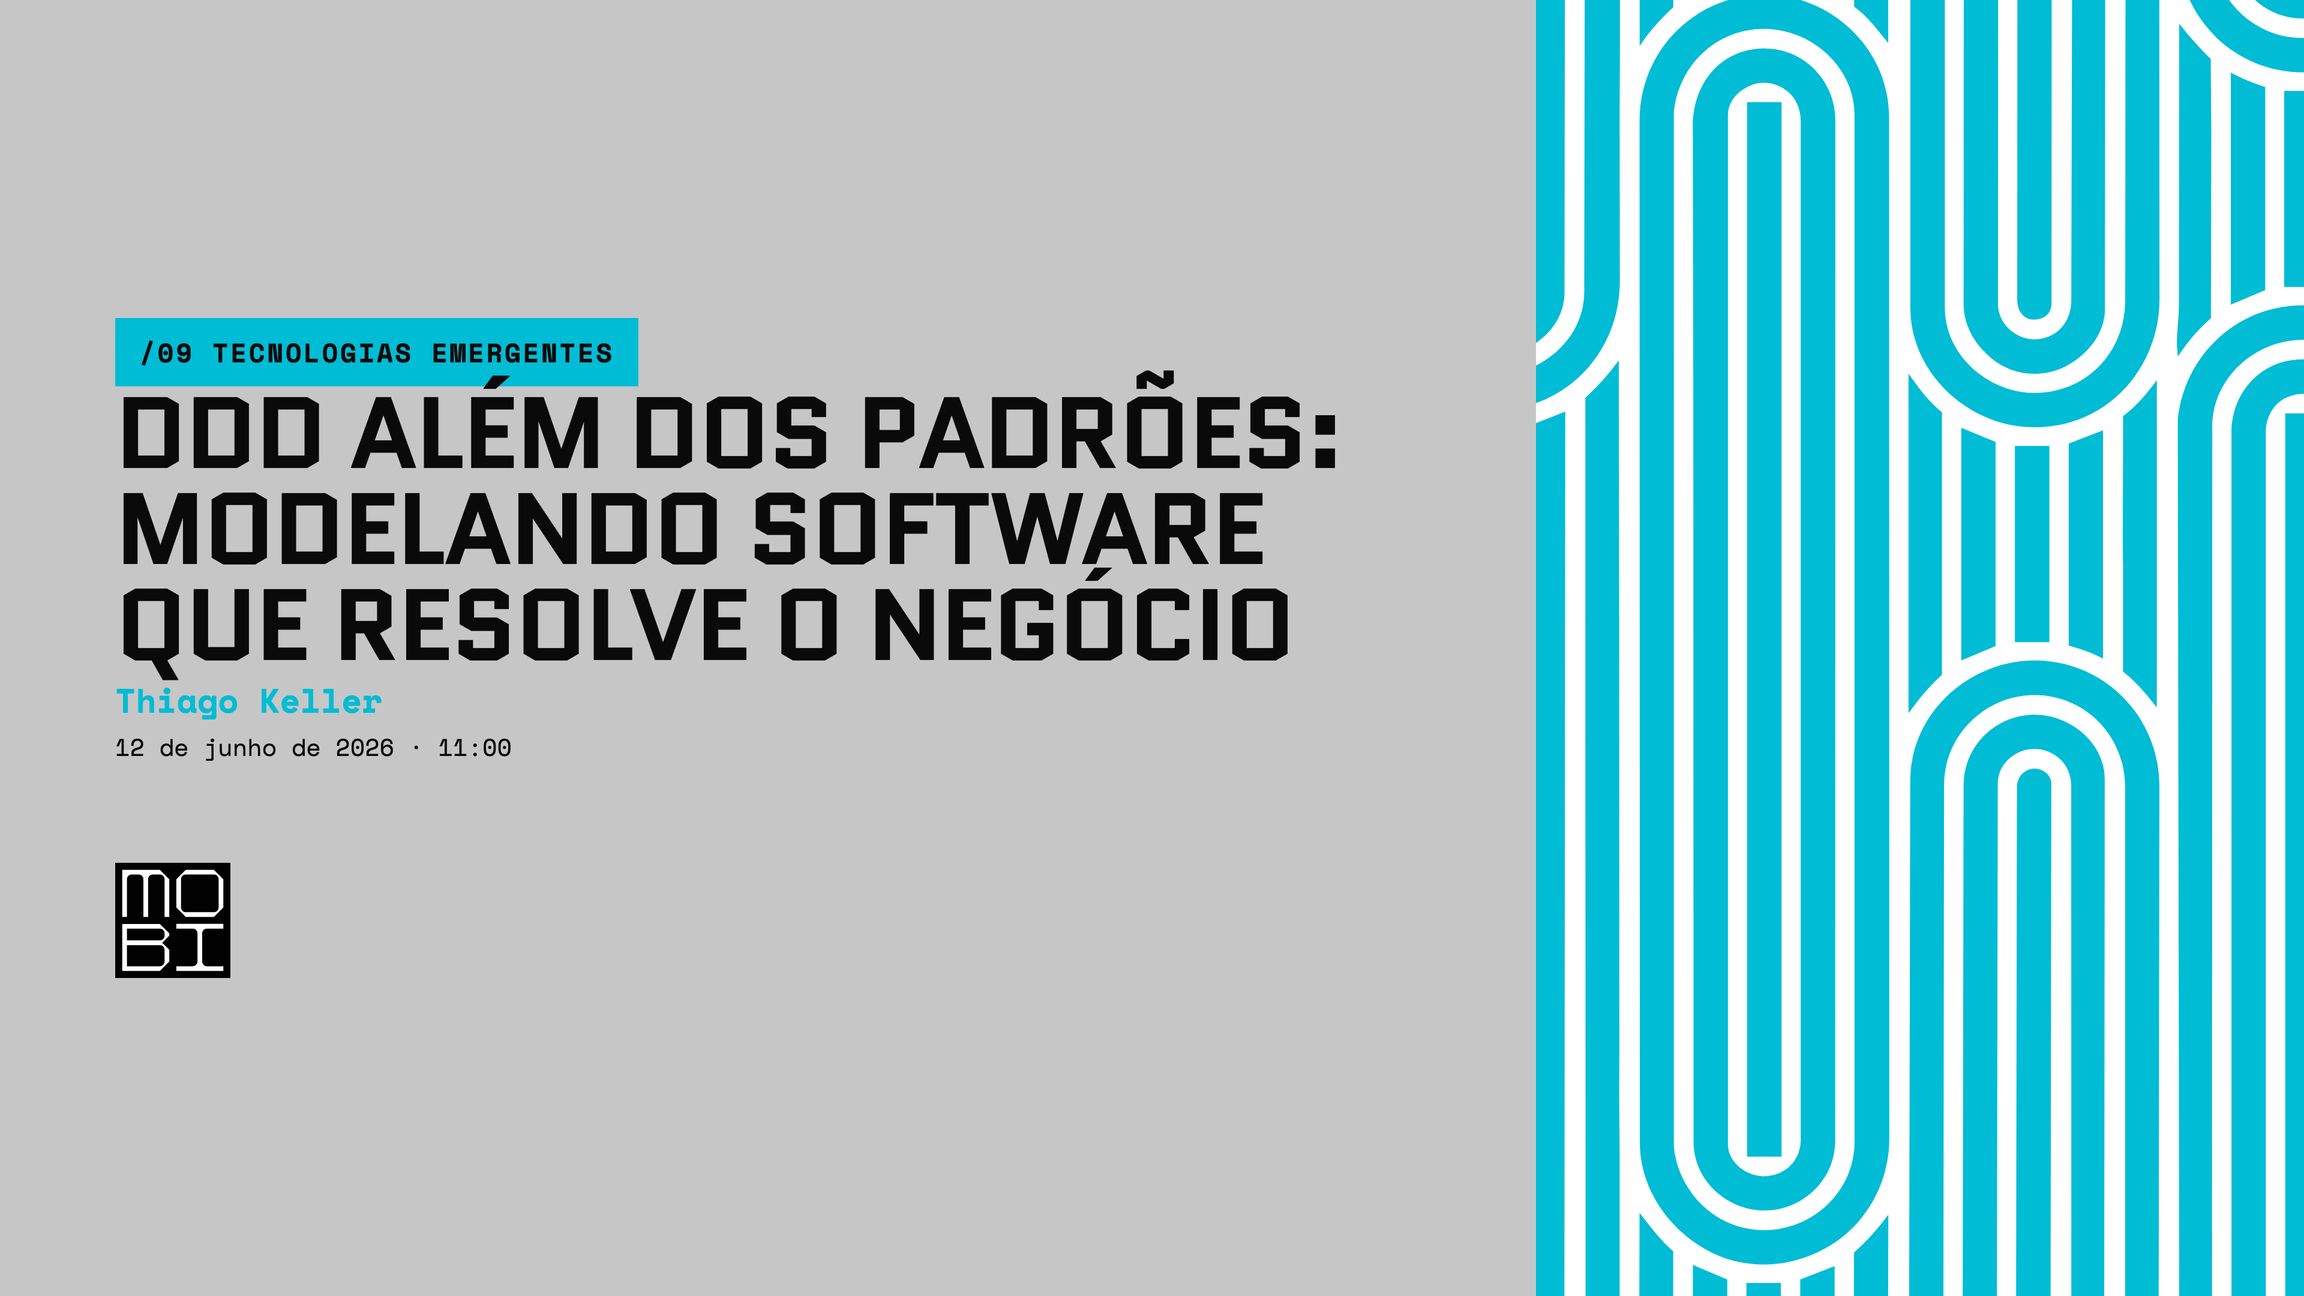 /09 TECNOLOGIAS EMERGENTES
DDD ALÉM DOS PADRÕES:
MODELANDO SOFTWARE
QUE RESOLVE O NEGÓCIO
Thiago Keller
12 de junho de 2026 · 11:00
MO
BI